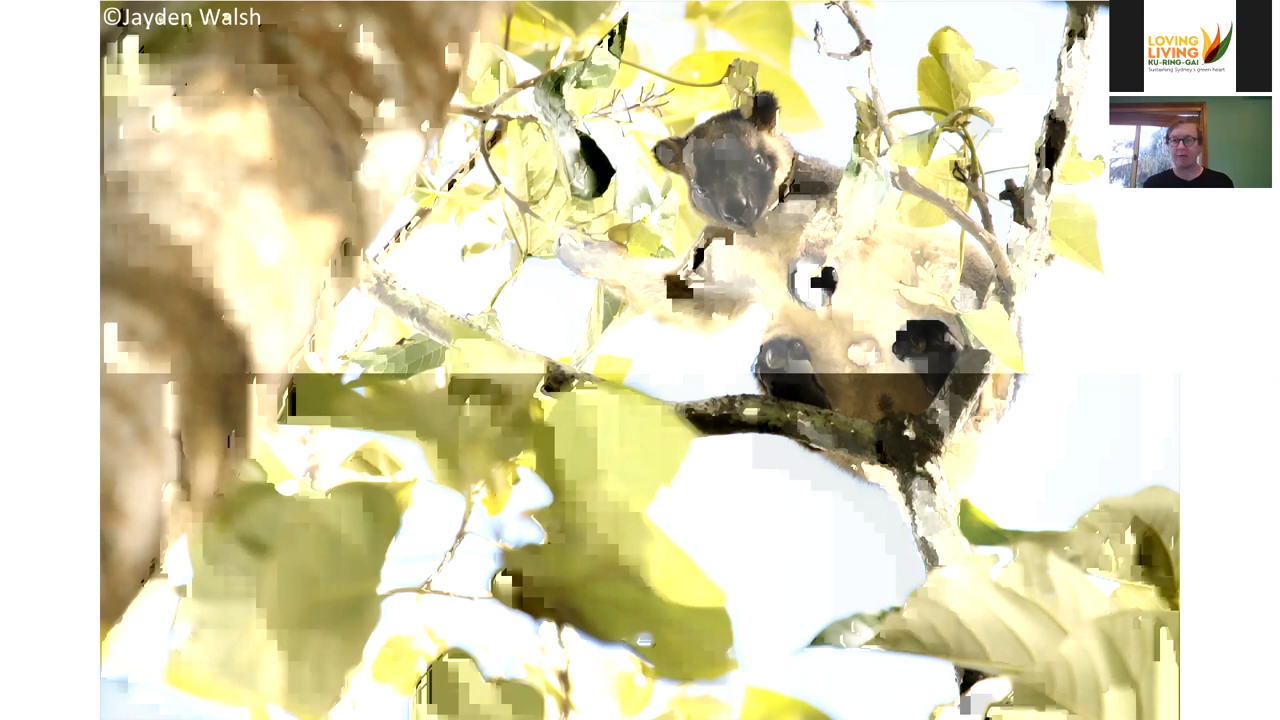 ©Jayden Walsh
LOVING
LIVING
KU-RING-GAI
Sustaining Sydney's green heart